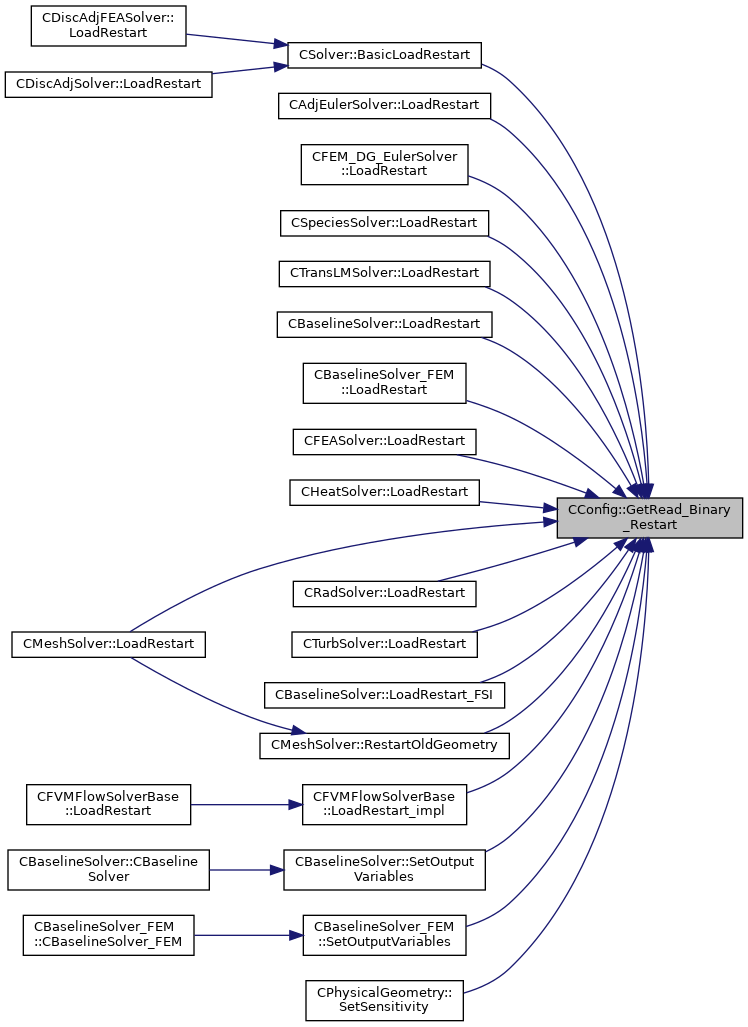 CDiscAdjFEASolver::
LoadRestart
CSolver::BasicLoadRestart
CDiscAdjSolver::LoadRestart
CAdjEulerSolver::LoadRestart
CFEM_DG_EulerSolver
::LoadRestart
CSpeciesSolver::LoadRestart
CTransLMSolver::LoadRestart
CBaselineSolver::LoadRestart
CBaselineSolver_FEM
::LoadRestart
CFEASolver::LoadRestart
CHeatSolver::LoadRestart
CConfig::GetRead_Binary
_Restart
CRadSolver::LoadRestart
CMeshSolver::LoadRestart
CTurbSolver::LoadRestart
CBaselineSolver::LoadRestart_FSI
CMeshSolver::RestartOldGeometry
CFVMFlowSolverBase
::LoadRestart
CFVMFlowSolverBase
::LoadRestart_impl
CBaselineSolver::CBaseline
Solver
CBaselineSolver::SetOutput
Variables
CBaselineSolver_FEM
::CBaselineSolver_FEM
CBaselineSolver_FEM
::SetOutputVariables
CPhysicalGeometry::
SetSensitivity